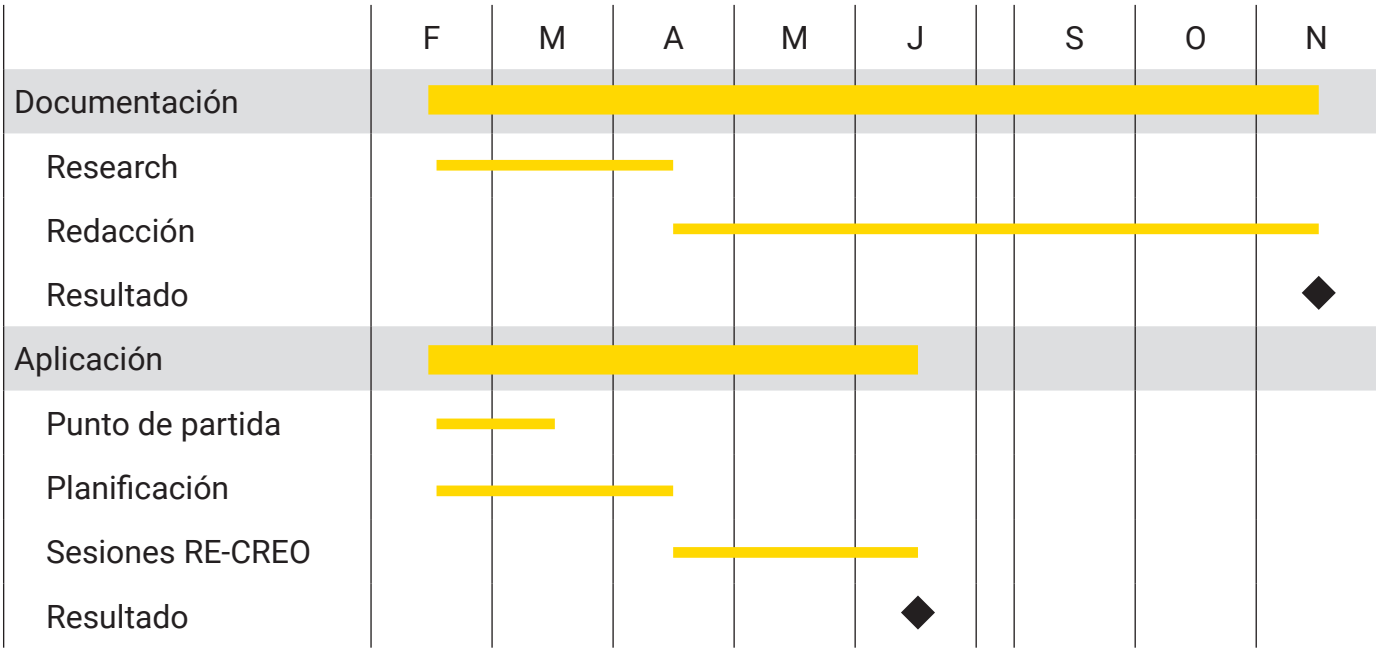 F M A M J S O N
Documentación
Research
Redacción
Resultado
Aplicación
Punto de partida
Planificación
Sesiones RE-CREO
Resultado